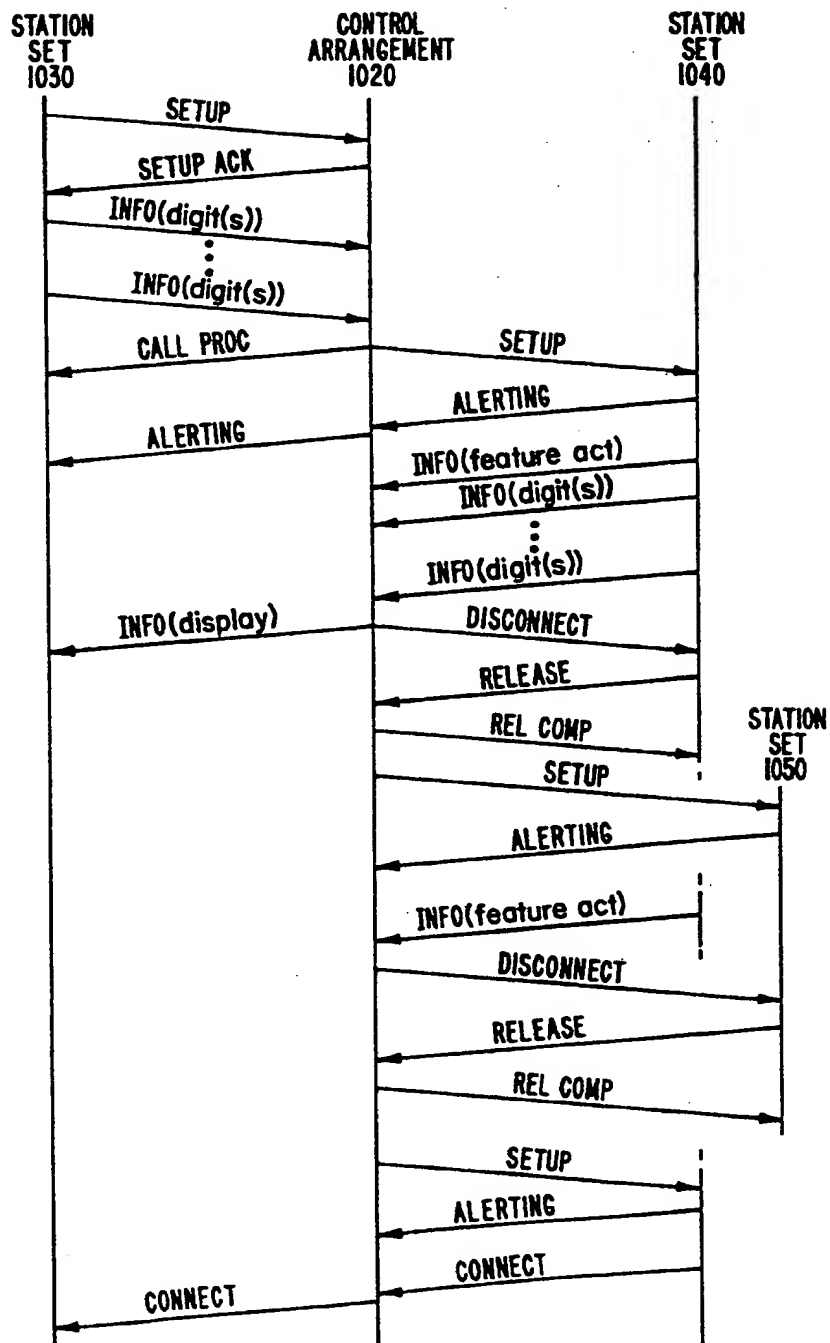 STATION
SET
1030
CONTROL
ARRANGEMENT
1020
STATION
SET
1040
SETUP
SETUP ACK
INFO(digit(s))
INFO(digit(s))
CALL PROC
SETUP
ALERTING
ALERTING
INFO(feature act)
INFO(digit(s))
INFO(digit(s))
INFO(display)
DISCONNECT
RELEASE
REL COMP
STATION
SET
1050
SETUP
ALERTING
INFO(feature act)
DISCONNECT
RELEASE
REL COMP
SETUP
ALERTING
CONNECT
CONNECT